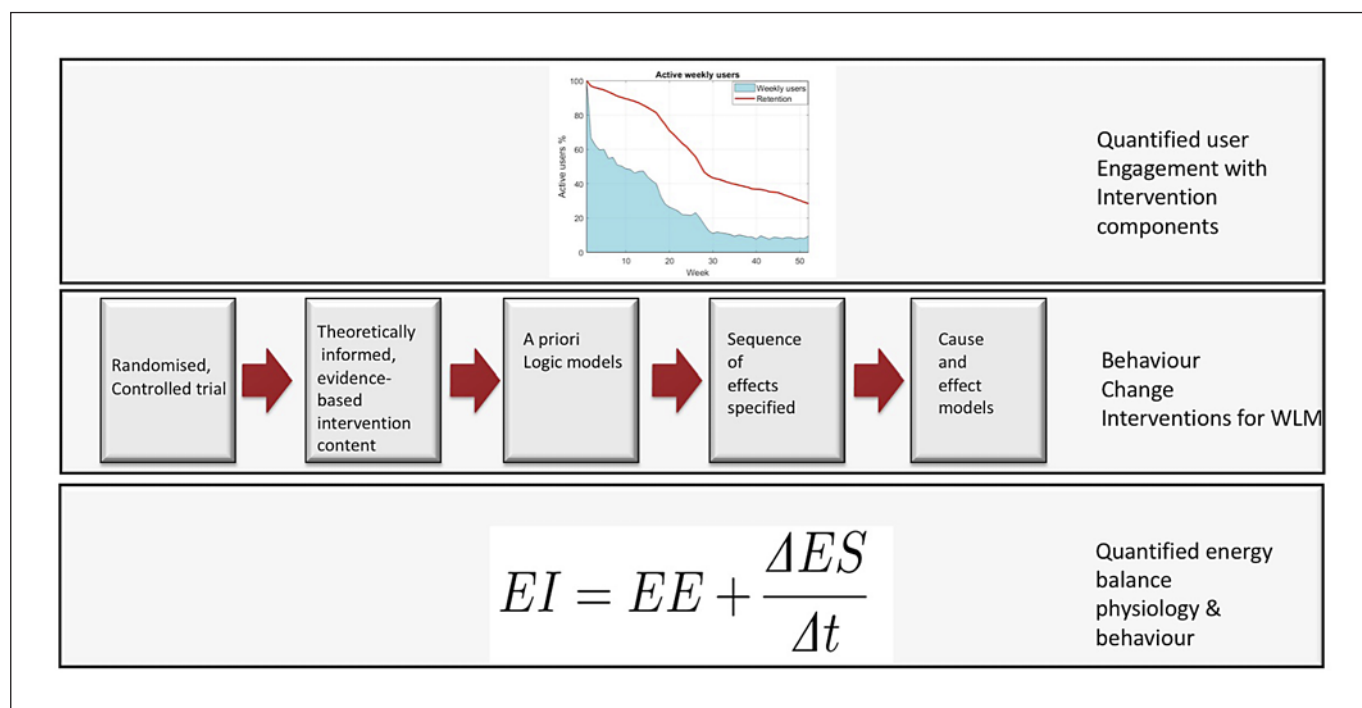 Active weekly users
Weekly users
Retention
100
80
60
40
20
0
Active users %
10
20
30
40
50
Week
Quantified user
Engagement with
Intervention
components
Randomised,
Controlled trial
Theoretically
informed,
evidence-
based
intervention
content
A priori
Logic models
Sequence
of
effects
specified
Cause
and
effect
models
Behaviour
Change
Interventions for WLM
EI = EE + ΔES/Δt
Quantified energy
balance
physiology &
behaviour